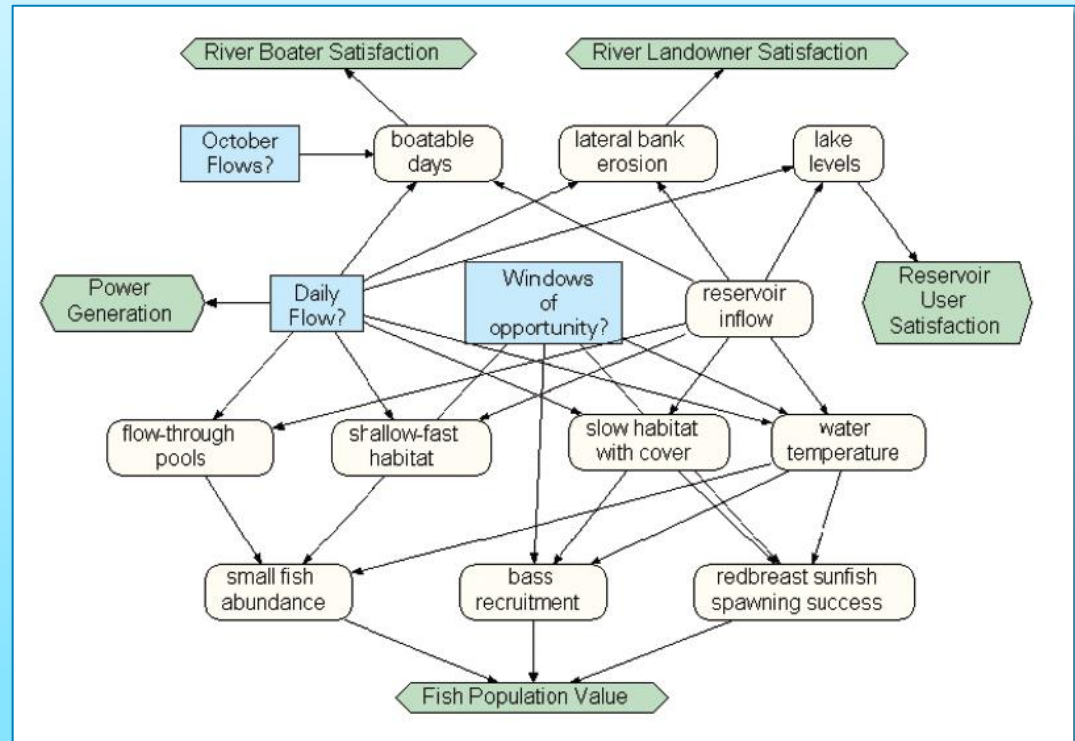 River Boater Satisfaction
River Landowner Satisfaction
October
Flows?
boatable
days
lateral bank
erosion
lake
levels
Power
Generation
Daily
Flow?
Windows
of
opportunity?
reservoir
inflow
Reservoir
User
Satisfaction
flow-through
pools
shallow-fast
habitat
slow habitat
with cover
water
temperature
small fish
abundance
bass
recruitment
redbreast sunfish
spawning success
Fish Population Value